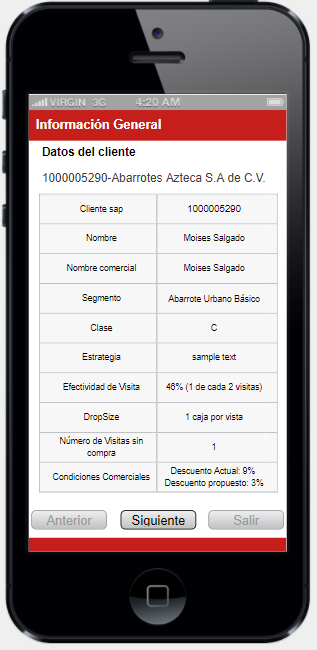 VIRGIN 3G 4:20 AM
Información General
Datos del cliente
1000005290-Abarrotes Azteca S.A de C.V.
Cliente sap 1000005290
Nombre Moises Salgado
Nombre comercial Moises Salgado
Segmento Abarrote Urbano Básico
Clase C
Estrategia sample text
Efectividad de Visita 46% (1 de cada 2 visitas)
DropSize 1 caja por vista
Número de Visitas sin
compra 1
Condiciones Comerciales Descuento Actual: 9%
Descuento propuesto: 3%
Anterior Siguiente Salir